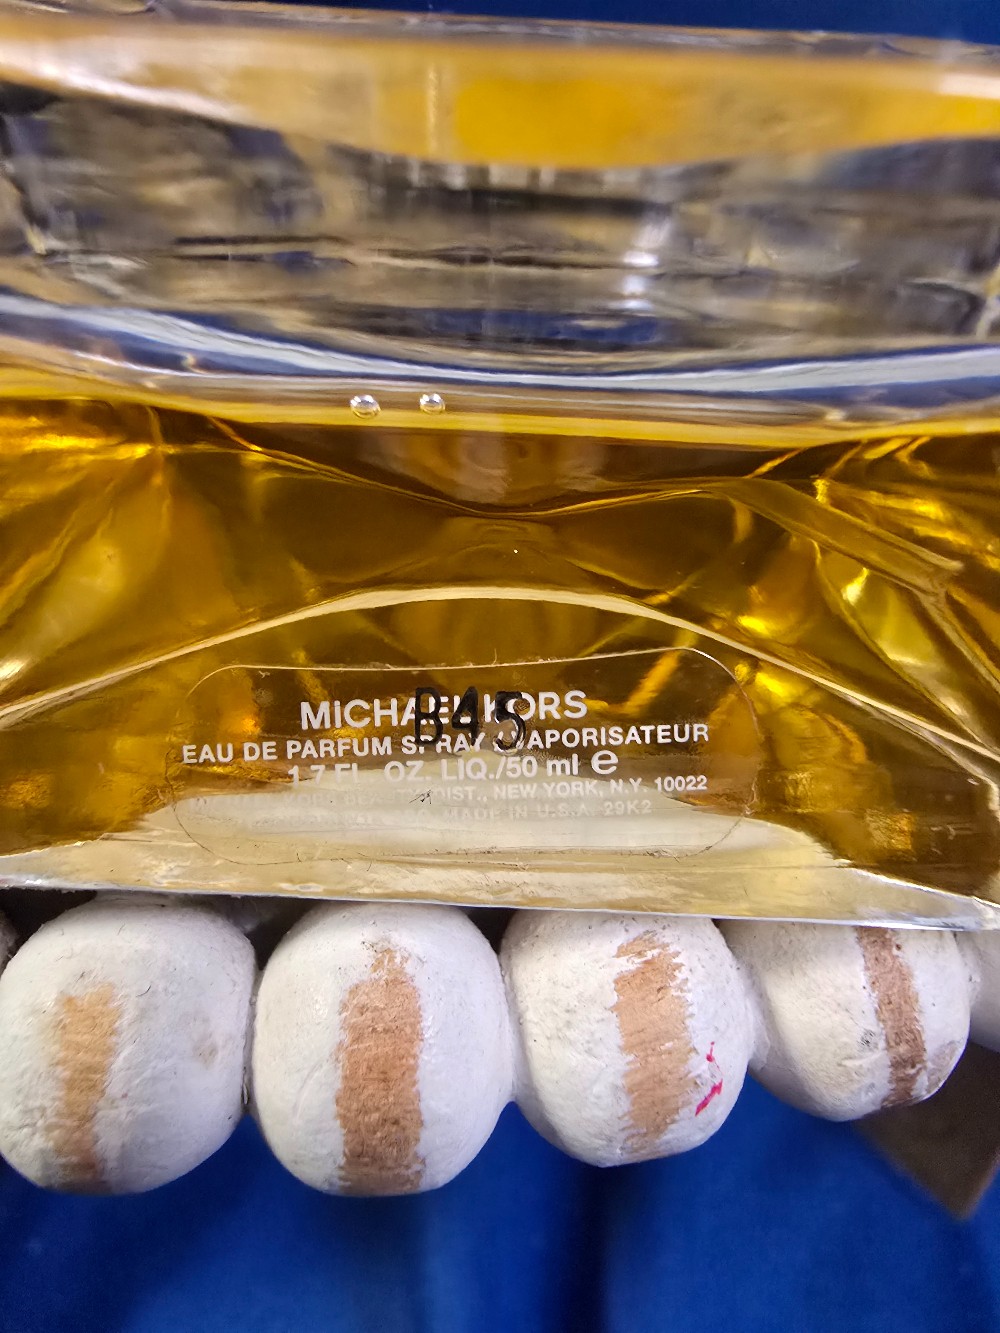 B45
MICHAEL KORS
EAU DE PARFUM SPRAY VAPORISATEUR
1.7 FL. OZ. LIQ./50 ml e
DIST., NEW YORK, N.Y. 10022
MADE IN U.S.A. 29K2